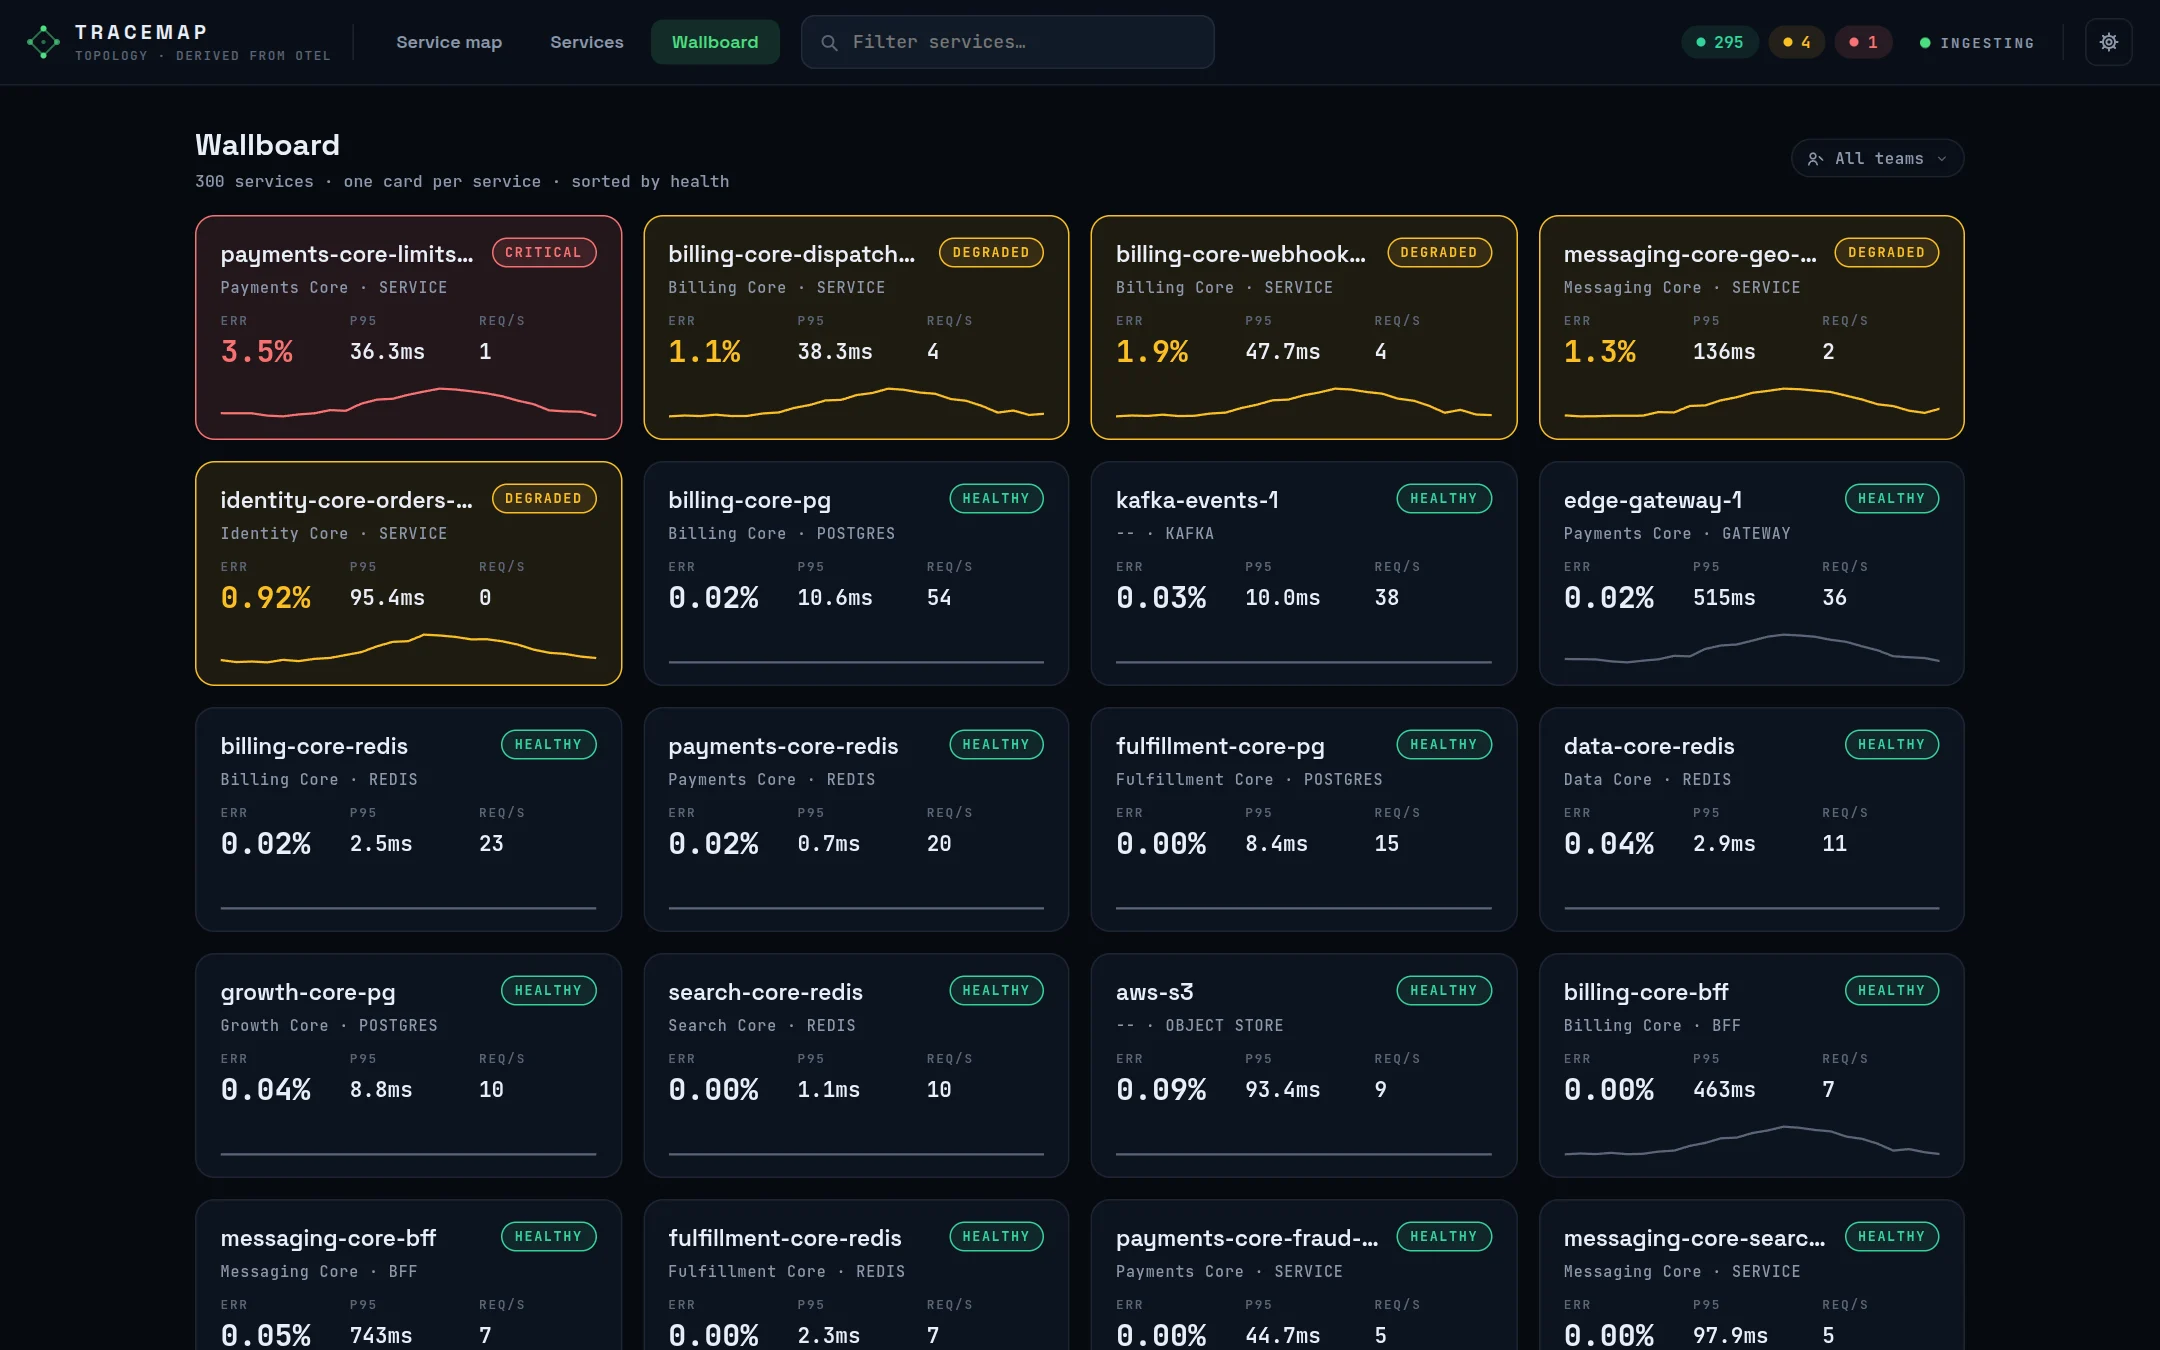 TRACEMAP
TOPOLOGY · DERIVED FROM OTEL
Service map
Services
Wallboard
Filter services…
295
4
1
INGESTING
Wallboard
300 services · one card per service · sorted by health
All teams
payments-core-limits…
CRITICAL
Payments Core · SERVICE
ERR P95 REQ/S
3.5% 36.3ms 1
billing-core-dispatch…
DEGRADED
Billing Core · SERVICE
ERR P95 REQ/S
1.1% 38.3ms 4
billing-core-webhook…
DEGRADED
Billing Core · SERVICE
ERR P95 REQ/S
1.9% 47.7ms 4
messaging-core-geo-…
DEGRADED
Messaging Core · SERVICE
ERR P95 REQ/S
1.3% 136ms 2
identity-core-orders-…
DEGRADED
Identity Core · SERVICE
ERR P95 REQ/S
0.92% 95.4ms 0
billing-core-pg
HEALTHY
Billing Core · POSTGRES
ERR P95 REQ/S
0.02% 10.6ms 54
kafka-events-1
HEALTHY
-- · KAFKA
ERR P95 REQ/S
0.03% 10.0ms 38
edge-gateway-1
HEALTHY
Payments Core · GATEWAY
ERR P95 REQ/S
0.02% 515ms 36
billing-core-redis
HEALTHY
Billing Core · REDIS
ERR P95 REQ/S
0.02% 2.5ms 23
payments-core-redis
HEALTHY
Payments Core · REDIS
ERR P95 REQ/S
0.02% 0.7ms 20
fulfillment-core-pg
HEALTHY
Fulfillment Core · POSTGRES
ERR P95 REQ/S
0.00% 8.4ms 15
data-core-redis
HEALTHY
Data Core · REDIS
ERR P95 REQ/S
0.04% 2.9ms 11
growth-core-pg
HEALTHY
Growth Core · POSTGRES
ERR P95 REQ/S
0.04% 8.8ms 10
search-core-redis
HEALTHY
Search Core · REDIS
ERR P95 REQ/S
0.00% 1.1ms 10
aws-s3
HEALTHY
-- · OBJECT STORE
ERR P95 REQ/S
0.09% 93.4ms 9
billing-core-bff
HEALTHY
Billing Core · BFF
ERR P95 REQ/S
0.00% 463ms 7
messaging-core-bff
HEALTHY
Messaging Core · BFF
ERR P95 REQ/S
0.05% 743ms 7
fulfillment-core-redis
HEALTHY
Fulfillment Core · REDIS
ERR P95 REQ/S
0.00% 2.3ms 7
payments-core-fraud-…
HEALTHY
Payments Core · SERVICE
ERR P95 REQ/S
0.00% 44.7ms 5
messaging-core-searc…
HEALTHY
Messaging Core · SERVICE
ERR P95 REQ/S
0.00% 97.9ms 5